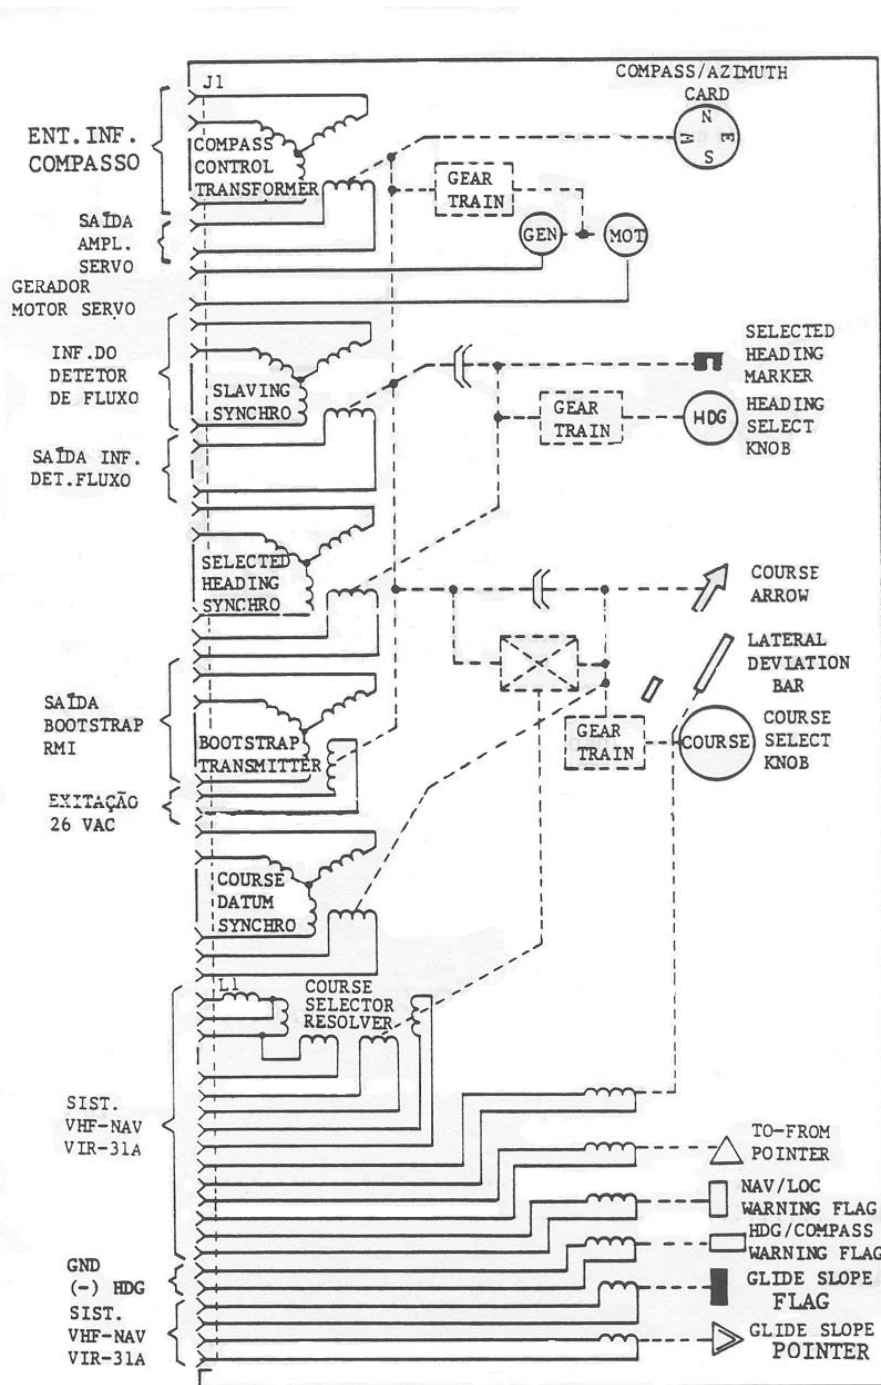 J1
COMPASS/AZIMUTH
CARD
N
E
S
W
ENT.INF.
COMPASSO
COMPASS
CONTROL
TRANSFORMER
GEAR
TRAIN
SAÍDA
AMPL.
SERVO
GEN
MOT
GERADOR
MOTOR SERVO
INF.DO
DETETOR
DE FLUXO
SLAVING
SYNCHRO
SELECTED
HEADING
MARKER
GEAR
TRAIN
HDG
HEADING
SELECT
KNOB
SAÍDA INF.
DET.FLUXO
SELECTED
HEADING
SYNCHRO
COURSE
ARROW
LATERAL
DEVIATION
BAR
SAÍDA
BOOTSTRAP
RMI
BOOTSTRAP
TRANSMITTER
GEAR
TRAIN
COURSE
COURSE
SELECT
KNOB
EXITAÇÃO
26 VAC
COURSE
DATUM
SYNCHRO
L1
COURSE
SELECTOR
RESOLVER
SIST.
VHF-NAV
VIR-31A
TO-FROM
POINTER
NAV/LOC
WARNING FLAG
HDG/COMPASS
WARNING FLAG
GND
(-) HDG
GLIDE SLOPE
FLAG
SIST.
VHF-NAV
VIR-31A
GLIDE SLOPE
POINTER